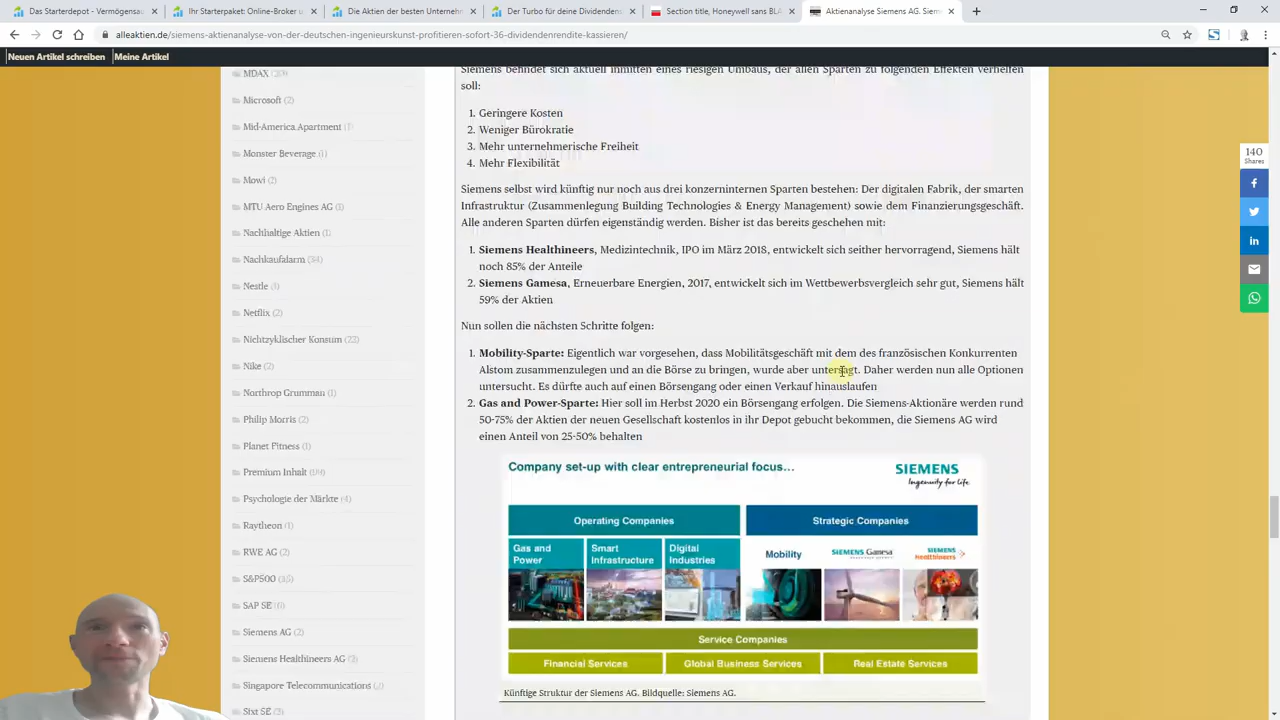 Das Starterdepot - Vermögensau
Ihr Starterpaket: Online-Broker u
Die Aktien der besten Unternehm
Der Turbo für deine Dividendens
Section title, Honeywell sans BLA
Aktienanalyse Siemens AG. Siem
alleaktien.de/siemens-aktienanalyse-von-der-deutschen-ingenieurskunst-profitieren-sofort-36-dividendenrendite-kassieren/
Neuen Artikel schreiben Meine Artikel
MDAX
Microsoft (2)
Mid-America Apartment (1)
Monster Beverage (1)
Mowi (2)
MTU Aero Engines AG (1)
Nachhaltige Aktien (1)
Nachkaufalarm (34)
Nestle (1)
Netflix (2)
Nichtzyklischer Konsum (22)
Nike (2)
Northrop Grumman (1)
Philip Morris (2)
Planet Fitness (1)
Premium Inhalt
Psychologie der Märkte (4)
Raytheon (1)
RWE AG (2)
S&P500
SAP SE
Siemens AG (2)
Siemens Healthineers AG (2)
Singapore Telecommunications
Sixt SE
Siemens befindet sich aktuell inmitten eines riesigen Umbaus, der allen Sparten zu folgenden Effekten verhelfen
soll:
1. Geringere Kosten
2. Weniger Bürokratie
3. Mehr unternehmerische Freiheit
4. Mehr Flexibilität
Siemens selbst wird künftig nur noch aus drei konzerninternen Sparten bestehen: Der digitalen Fabrik, der smarten
Infrastruktur (Zusammenlegung Building Technologies & Energy Management) sowie dem Finanzierungsgeschäft.
Alle anderen Sparten dürfen eigenständig werden. Bisher ist das bereits geschehen mit:
1. Siemens Healthineers, Medizintechnik, IPO im März 2018, entwickelt sich seither hervorragend, Siemens hält
noch 85% der Anteile
2. Siemens Gamesa, Erneuerbare Energien, 2017, entwickelt sich im Wettbewerbsvergleich sehr gut, Siemens hält
59% der Aktien
Nun sollen die nächsten Schritte folgen:
1. Mobility-Sparte: Eigentlich war vorgesehen, dass Mobilitätsgeschäft mit dem des französischen Konkurrenten
Alstom zusammenzulegen und an die Börse zu bringen, wurde aber untersagt. Daher werden nun alle Optionen
untersucht. Es dürfte auch auf einen Börsengang oder einen Verkauf hinauslaufen
2. Gas and Power-Sparte: Hier soll im Herbst 2020 ein Börsengang erfolgen. Die Siemens-Aktionäre werden rund
50-75% der Aktien der neuen Gesellschaft kostenlos in ihr Depot gebucht bekommen, die Siemens AG wird
einen Anteil von 25-50% behalten
Company set-up with clear entrepreneurial focus...
SIEMENS
Ingenuity for life
Operating Companies
Strategic Companies
Gas and
Power
Smart
Infrastructure
Digital
Industries
Mobility
SIEMENS Gamesa
SIEMENS
Healthineers
Service Companies
Financial Services
Global Business Services
Real Estate Services
Künftige Struktur der Siemens AG. Bildquelle: Siemens AG.
140
Shares